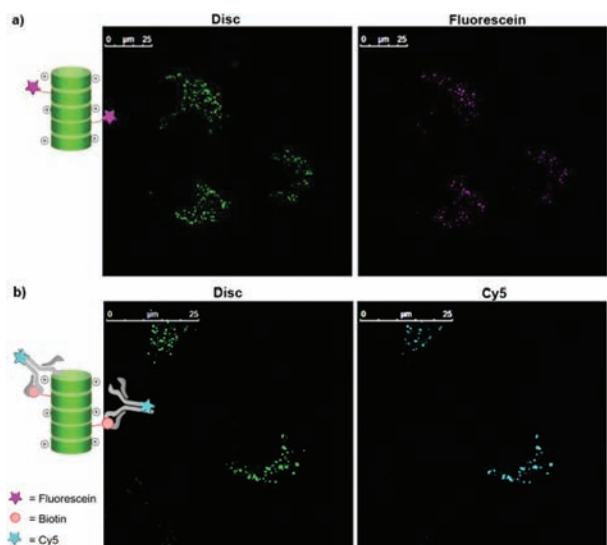 a)
Disc
Fluorescein
0 μm 25
0 μm 25
b)
Disc
Cy5
0 μm 25
0 μm 25
= Fluorescein
= Biotin
= Cy5